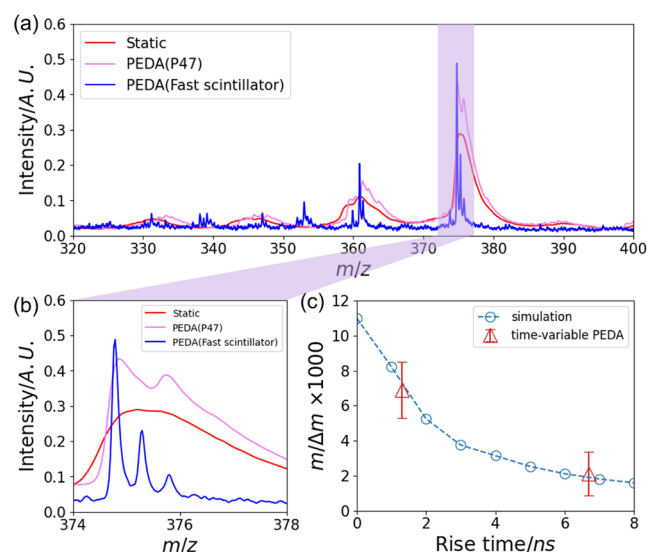 (a)
0.6
0.5
0.4
0.3
0.2
0.1
0.0
Intensity/A.U.
Static
PEDA(P47)
PEDA(Fast scintillator)
320 330 340 350 360 370 380 390 400
m/z
(b)
0.6
0.5
0.4
0.3
0.2
0.1
0.0
Intensity/A.U.
Static
PEDA(P47)
PEDA(Fast scintillator)
374 376 378
m/z
(c)
12
10
8
6
4
2
0
m/Δm ×1000
simulation
time-variable PEDA
0 2 4 6 8
Rise time/ns